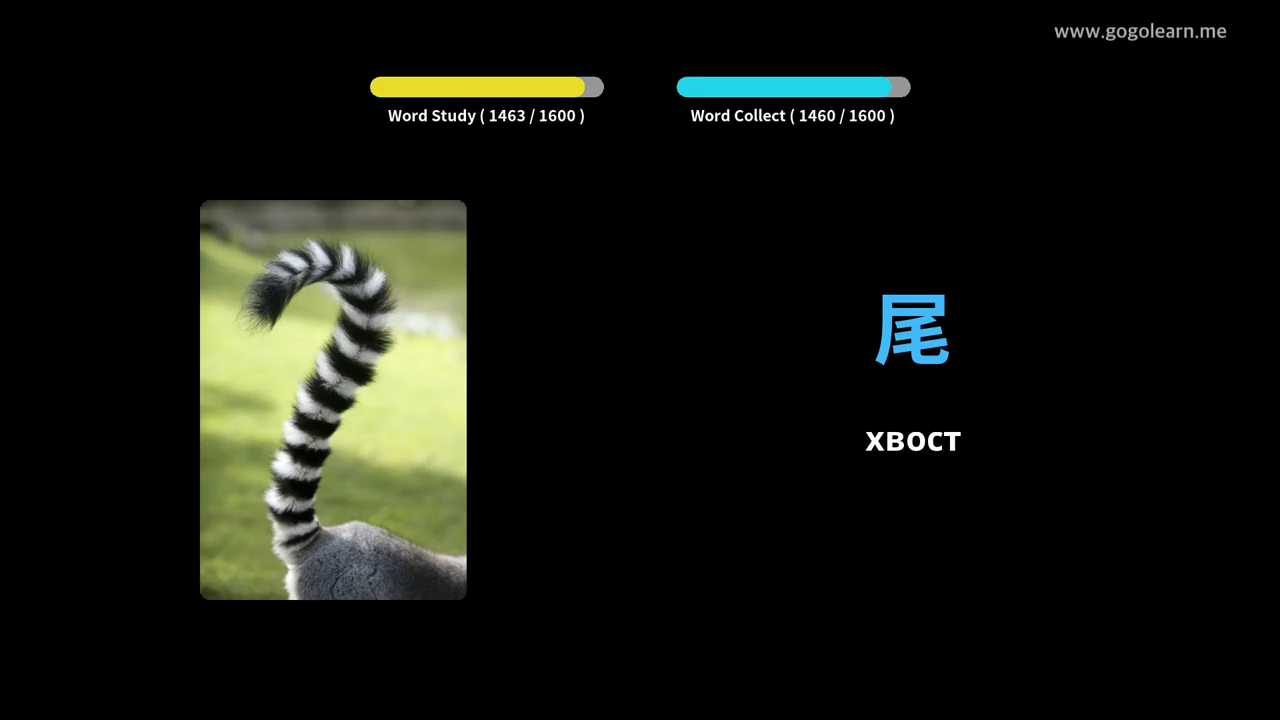 www.gogolearn.me
Word Study ( 1463 / 1600 )
Word Collect ( 1460 / 1600 )
尾
хвост